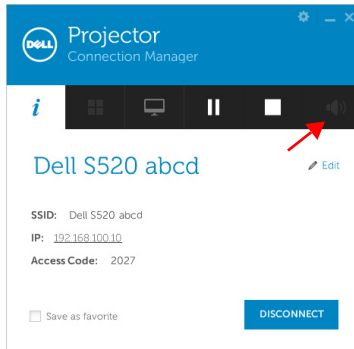 DELL
Projector
Connection Manager
i
Dell S520 abcd
Edit
SSID: Dell S520 abcd
IP: 192.168.100.10
Access Code: 2027
Save as favorite
DISCONNECT